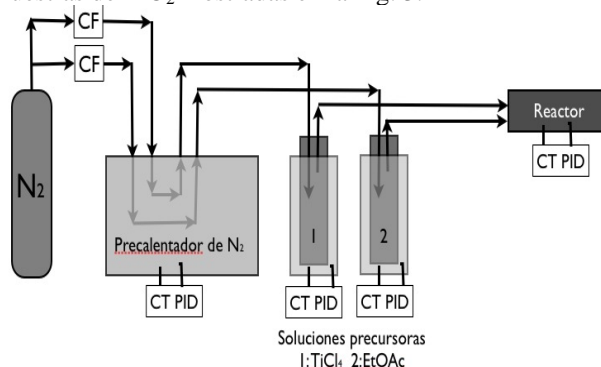 CF
CF
N2
Precalentador de N2
CT PID
1
2
CT PID
CT PID
Reactor
CT PID
Soluciones precursoras
1:TiCl4 2:EtOAc